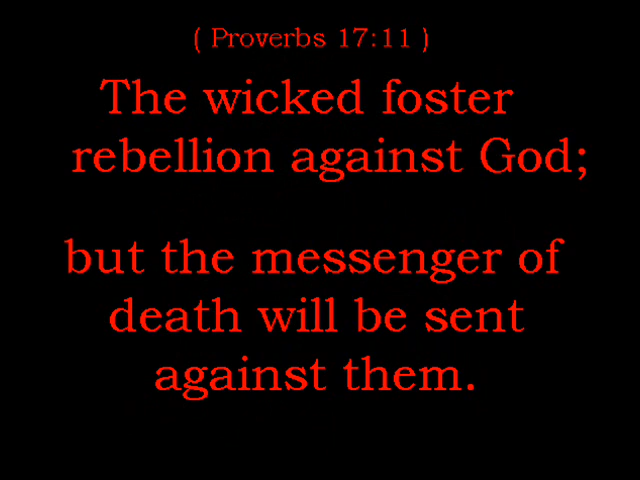 ( Proverbs 17:11 )
The wicked foster
rebellion against God;
but the messenger of
death will be sent
against them.